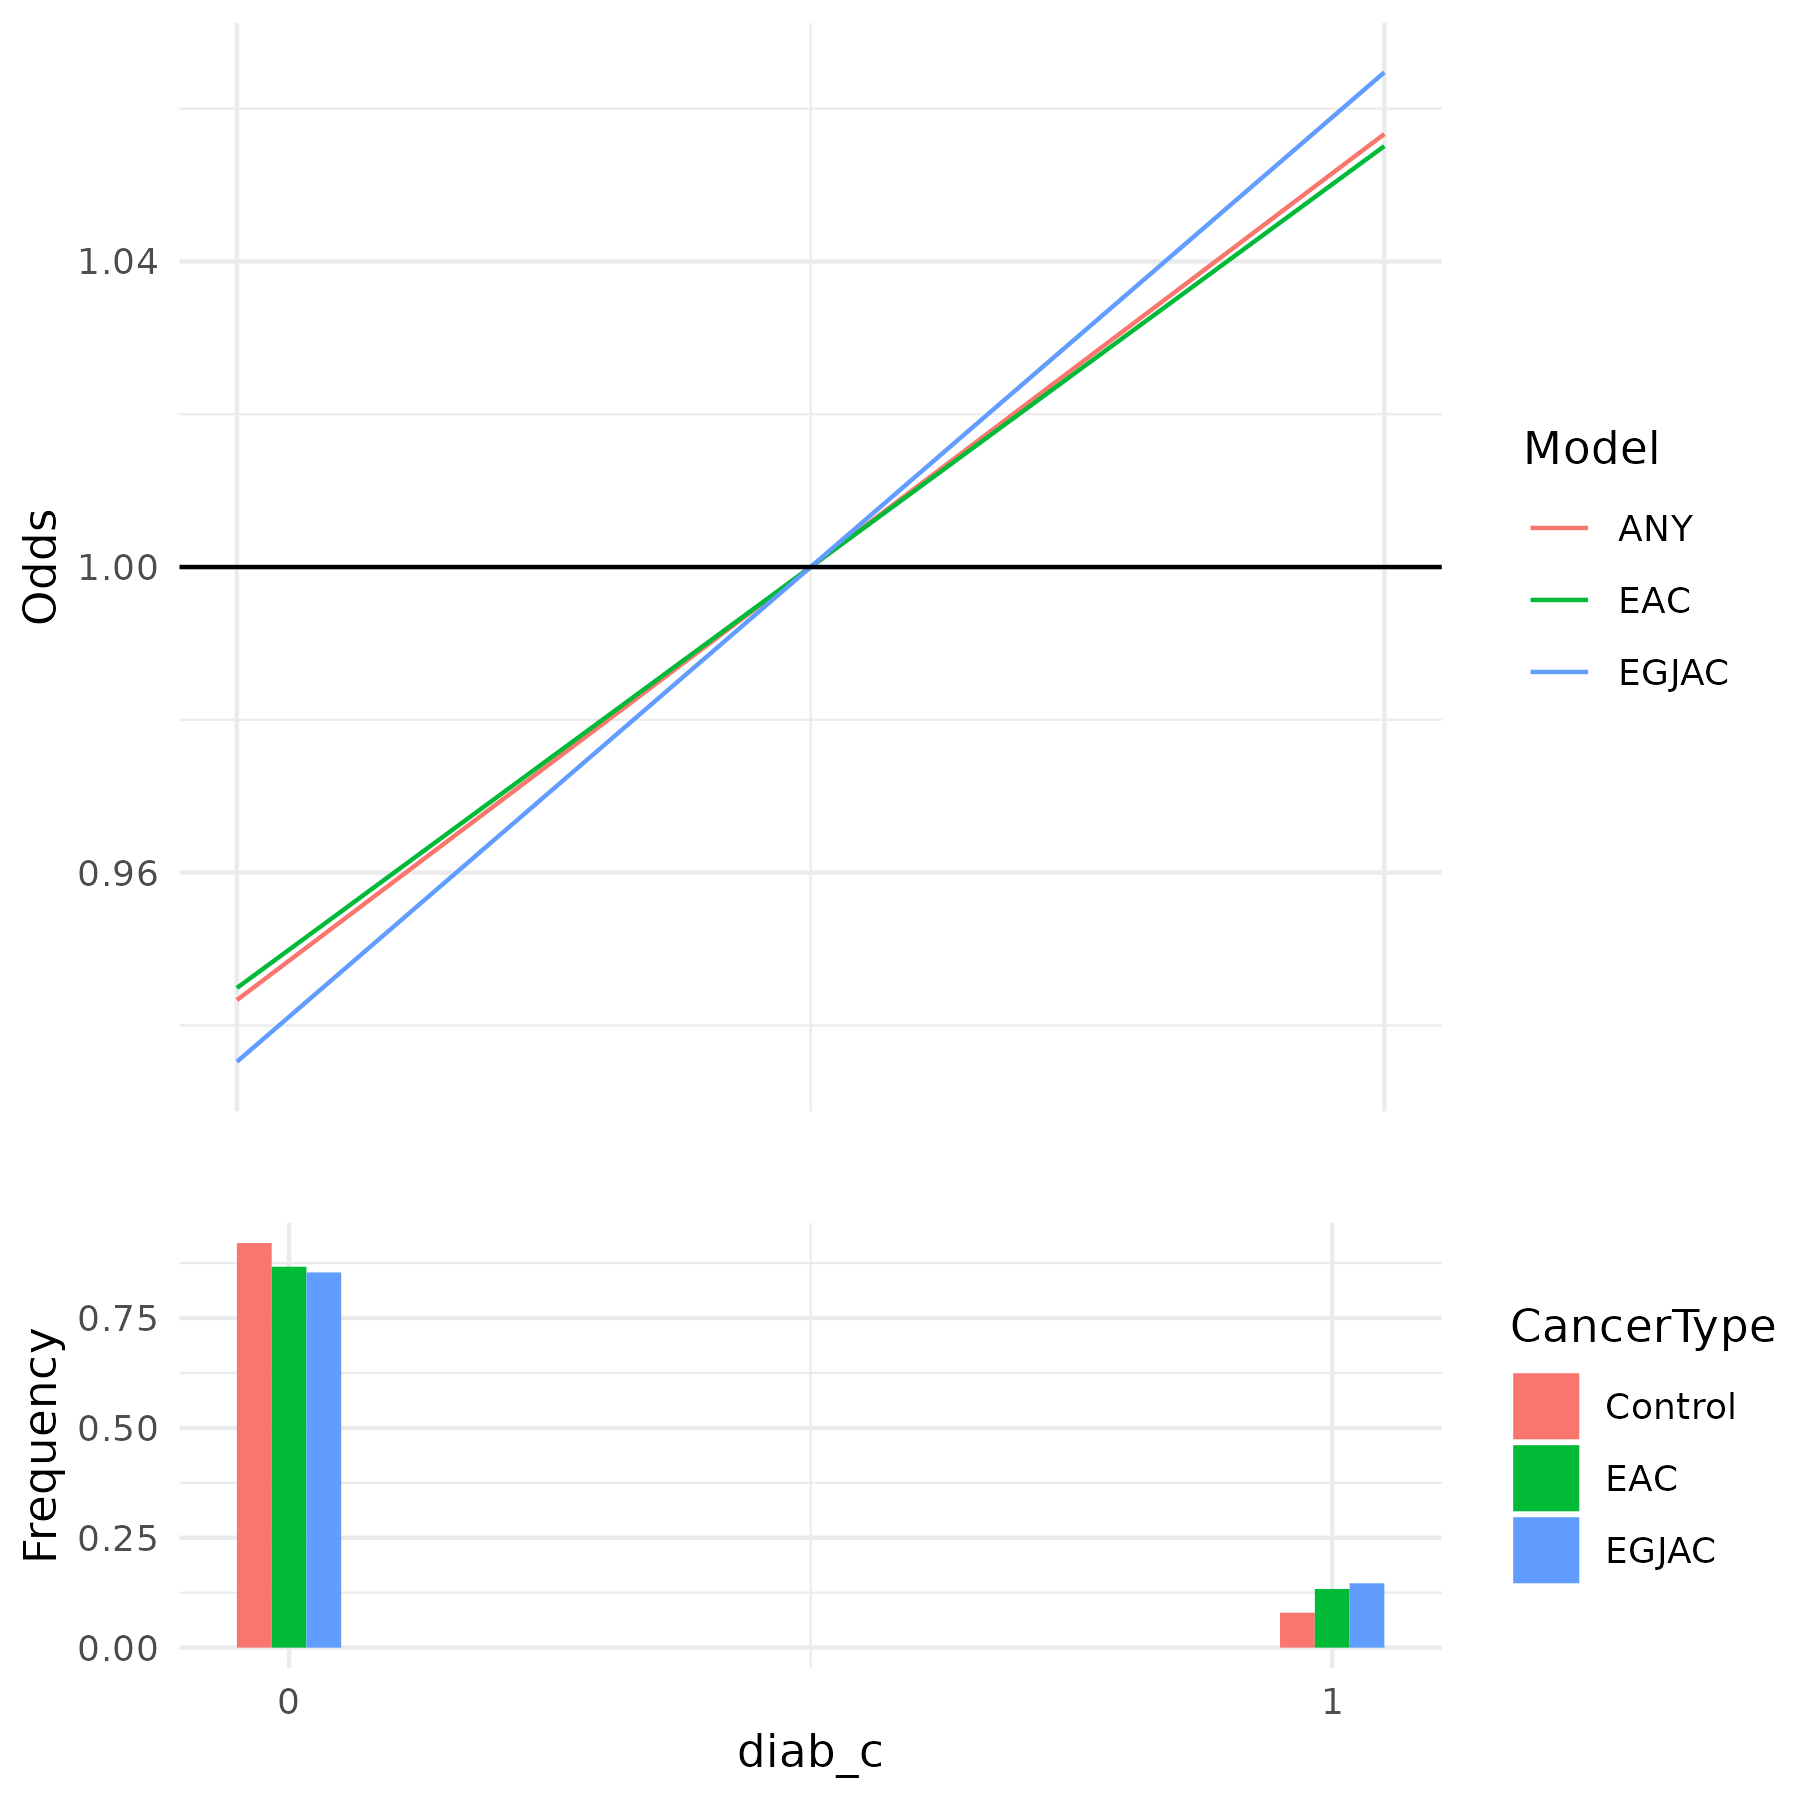 1.04
1.00
0.96
Odds
Model
ANY
EAC
EGJAC
0.75
0.50
0.25
0.00
Frequency
0
1
diab_c
CancerType
Control
EAC
EGJAC